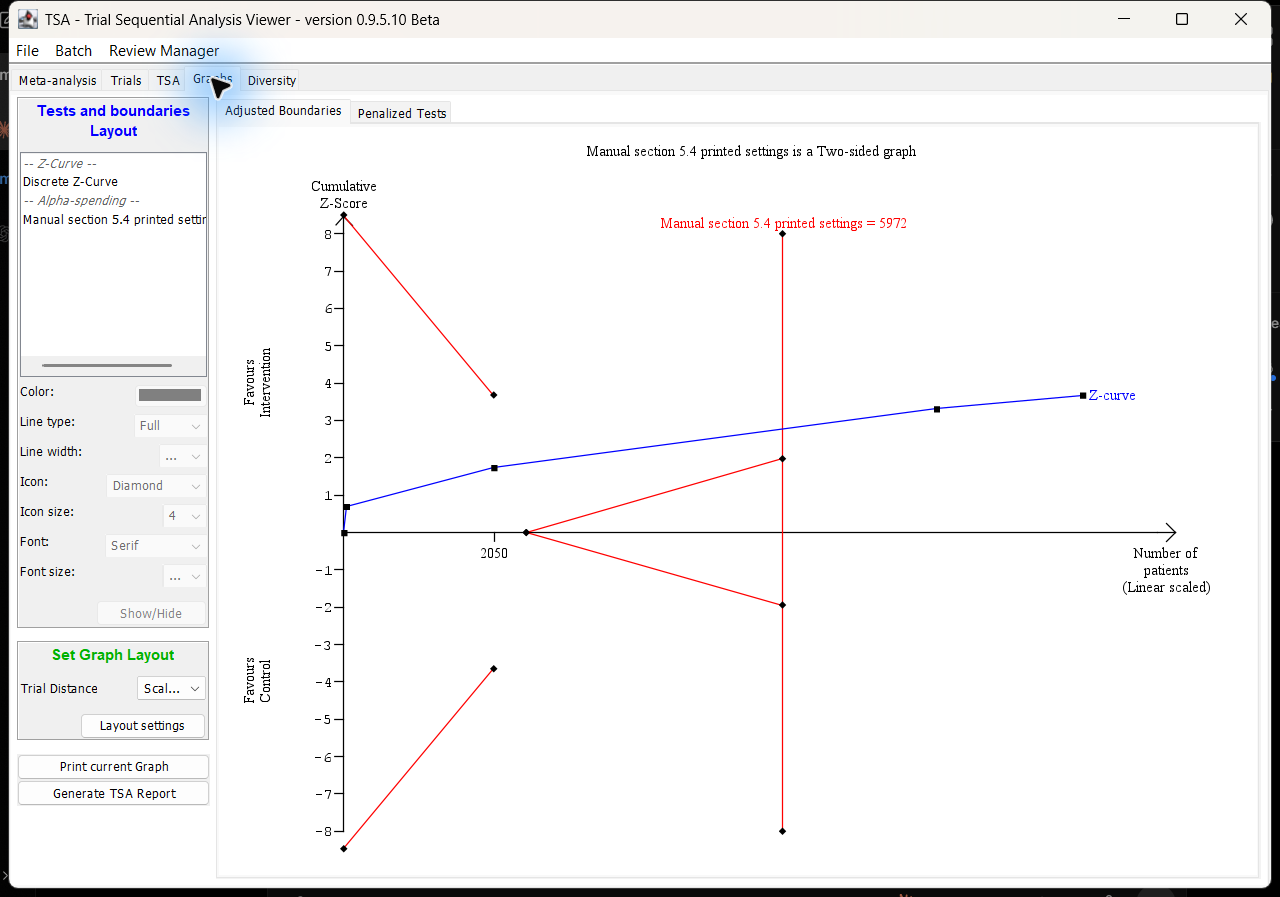 TSA - Trial Sequential Analysis Viewer - version 0.9.5.10 Beta
File Batch Review Manager
Meta-analysis Trials TSA Graphs Diversity
Tests and boundaries
Layout
-- Z-Curve --
Discrete Z-Curve
-- Alpha-spending --
Manual section 5.4 printed settin
Color:
Line type: Full
Line width: ...
Icon: Diamond
Icon size: 4
Font: Serif
Font size: ...
Show/Hide
Set Graph Layout
Trial Distance Scal...
Layout settings
Print current Graph
Generate TSA Report
Adjusted Boundaries Penalized Tests
Manual section 5.4 printed settings is a Two-sided graph
Cumulative
Z-Score
Manual section 5.4 printed settings = 5972
8
7
6
5
4
3
2
1
-1
-2
-3
-4
-5
-6
-7
-8
Favours
Intervention
Favours
Control
Z-curve
2050
Number of
patients
(Linear scaled)